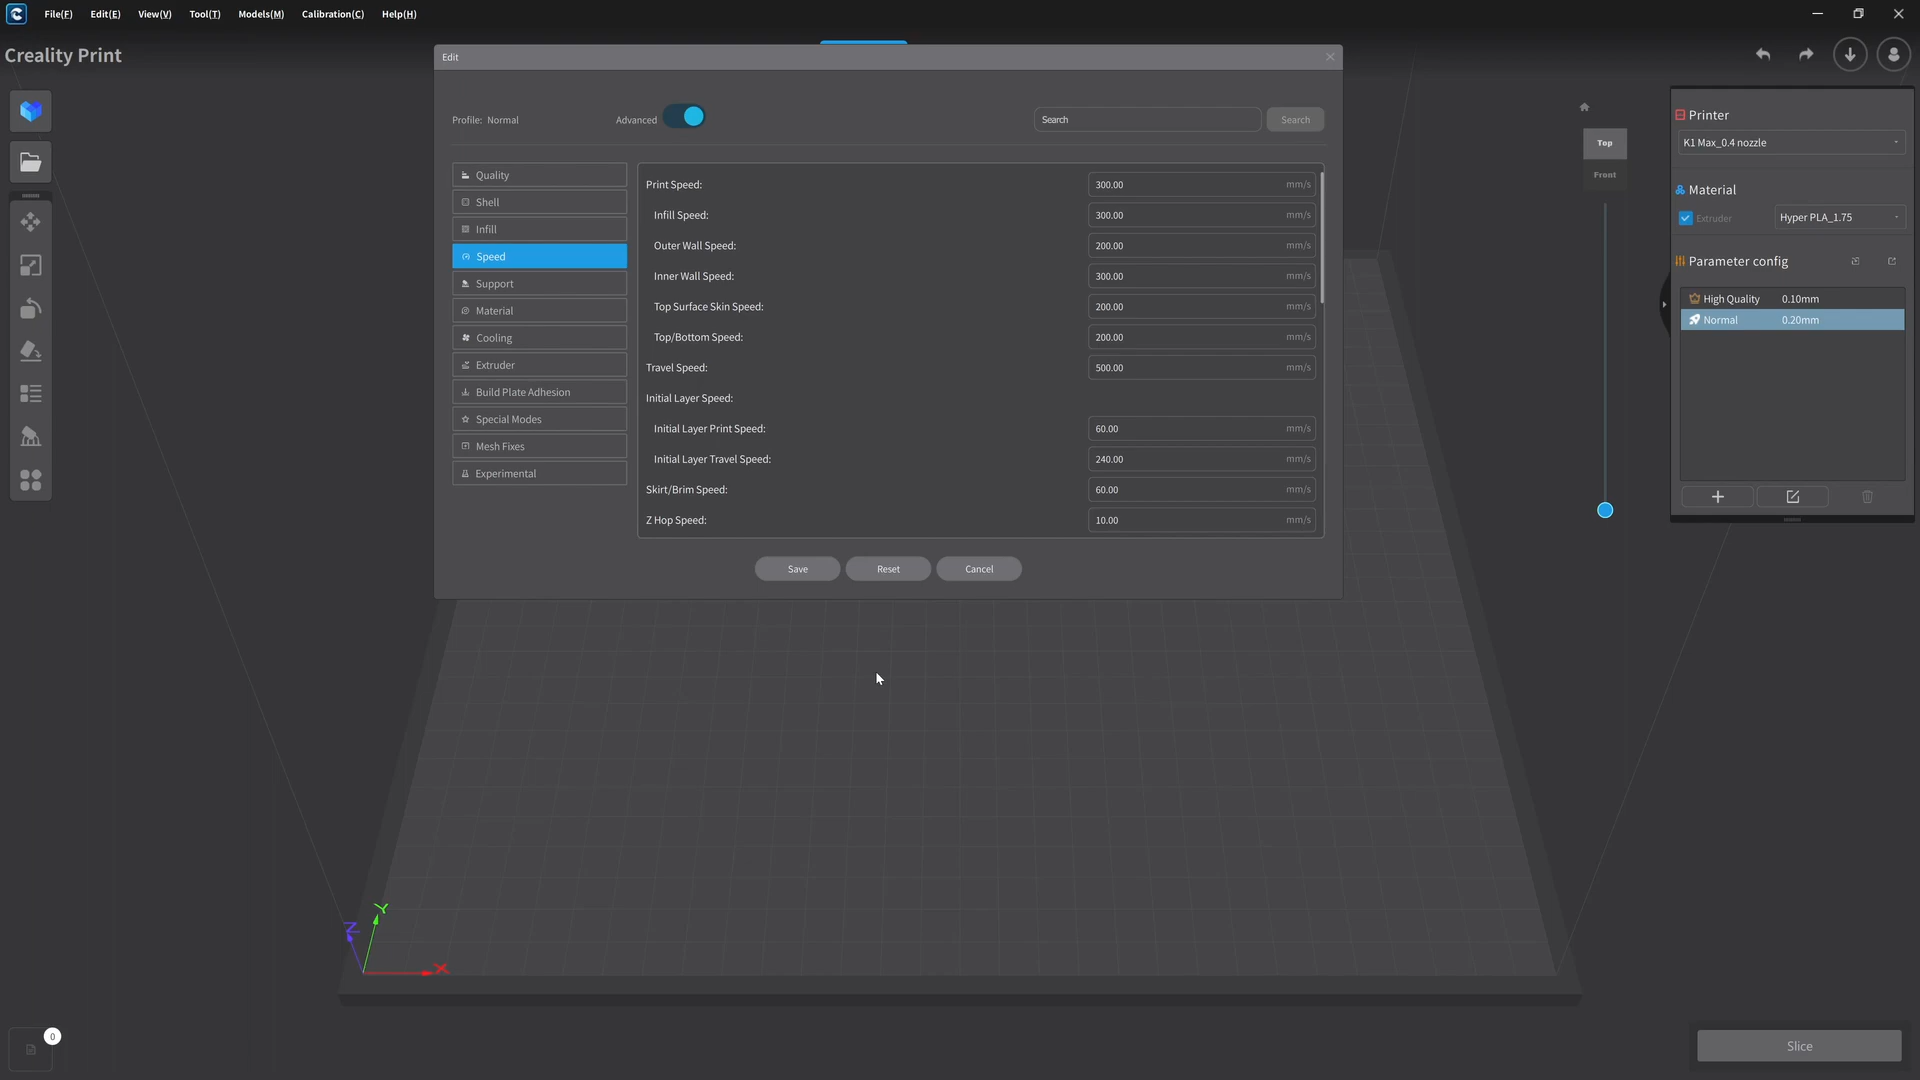 File(F) Edit(E) View(V) Tool(T) Models(M) Calibration(C) Help(H)
Creality Print
Edit
Profile: Normal
Advanced
Search
Search
Quality
Shell
Infill
Speed
Support
Material
Cooling
Extruder
Build Plate Adhesion
Special Modes
Mesh Fixes
Experimental
Print Speed: 300.00 mm/s
Infill Speed: 300.00 mm/s
Outer Wall Speed: 200.00 mm/s
Inner Wall Speed: 300.00 mm/s
Top Surface Skin Speed: 200.00 mm/s
Top/Bottom Speed: 200.00 mm/s
Travel Speed: 500.00 mm/s
Initial Layer Speed:
Initial Layer Print Speed: 60.00 mm/s
Initial Layer Travel Speed: 240.00 mm/s
Skirt/Brim Speed: 60.00 mm/s
Z Hop Speed: 10.00 mm/s
Save Reset Cancel
Top
Front
Printer
K1 Max_0.4 nozzle
Material
Extruder Hyper PLA_1.75
Parameter config
High Quality 0.10mm
Normal 0.20mm
Z
Y
X
0
Slice